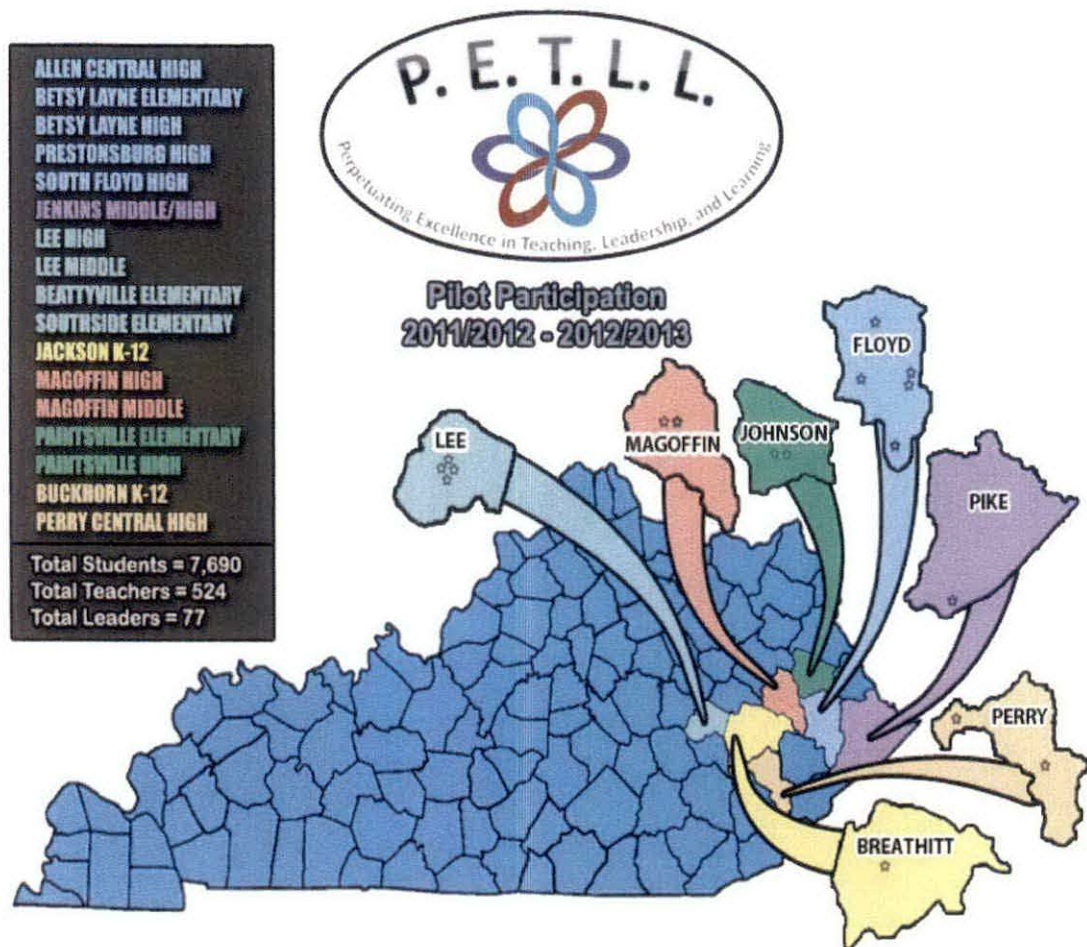 ALLEN CENTRAL HIGH
BETSY LAYNE ELEMENTARY
BETSY LAYNE HIGH
PRESTONSBURG HIGH
SOUTH FLOYD HIGH
JENKINS MIDDLE/HIGH
LEE HIGH
LEE MIDDLE
BEATTYVILLE ELEMENTARY
SOUTHSIDE ELEMENTARY
JACKSON K-12
MAGOFFIN HIGH
MAGOFFIN MIDDLE
PAINTSVILLE ELEMENTARY
PAINTSVILLE HIGH
BUCKHORN K-12
PERRY CENTRAL HIGH
Total Students = 7,690
Total Teachers = 524
Total Leaders = 77
P. E. T. L. L.
Perpetuating Excellence in Teaching, Leadership, and Learning
Pilot Participation
2011/2012 - 2012/2013
FLOYD
LEE
MAGOFFIN
JOHNSON
PIKE
PERRY
BREATHITT